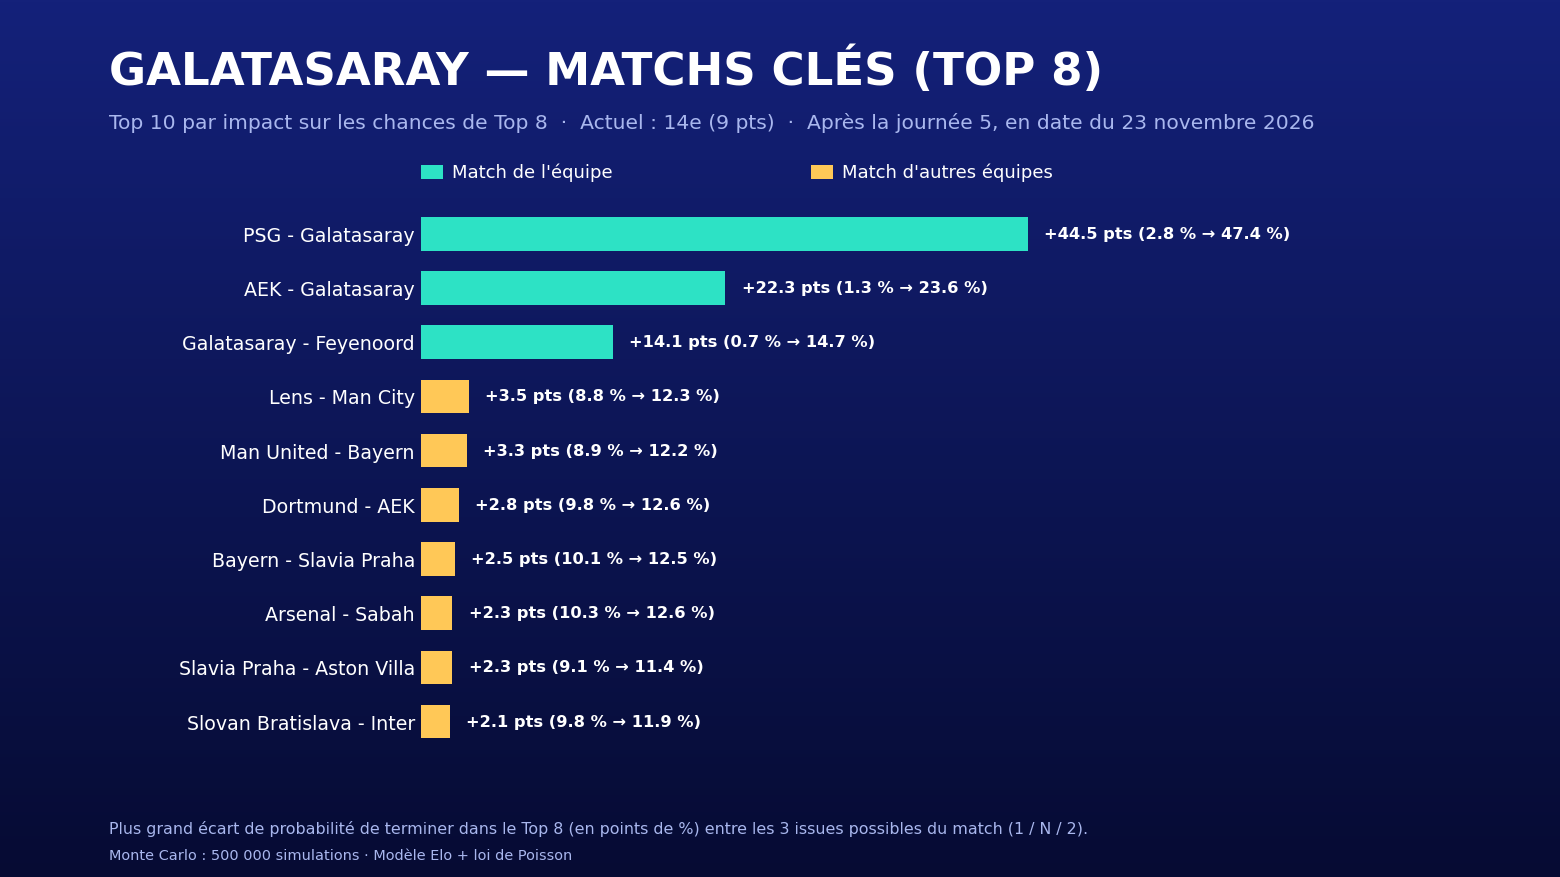 GALATASARAY — MATCHS CLÉS (TOP 8)
Top 10 par impact sur les chances de Top 8 · Actuel : 14e (9 pts) · Après la journée 5, en date du 23 novembre 2026
Match de l'équipe
Match d'autres équipes
PSG - Galatasaray +44.5 pts (2.8 % → 47.4 %)
AEK - Galatasaray +22.3 pts (1.3 % → 23.6 %)
Galatasaray - Feyenoord +14.1 pts (0.7 % → 14.7 %)
Lens - Man City +3.5 pts (8.8 % → 12.3 %)
Man United - Bayern +3.3 pts (8.9 % → 12.2 %)
Dortmund - AEK +2.8 pts (9.8 % → 12.6 %)
Bayern - Slavia Praha +2.5 pts (10.1 % → 12.5 %)
Arsenal - Sabah +2.3 pts (10.3 % → 12.6 %)
Slavia Praha - Aston Villa +2.3 pts (9.1 % → 11.4 %)
Slovan Bratislava - Inter +2.1 pts (9.8 % → 11.9 %)
Plus grand écart de probabilité de terminer dans le Top 8 (en points de %) entre les 3 issues possibles du match (1 / N / 2).
Monte Carlo : 500 000 simulations · Modèle Elo + loi de Poisson